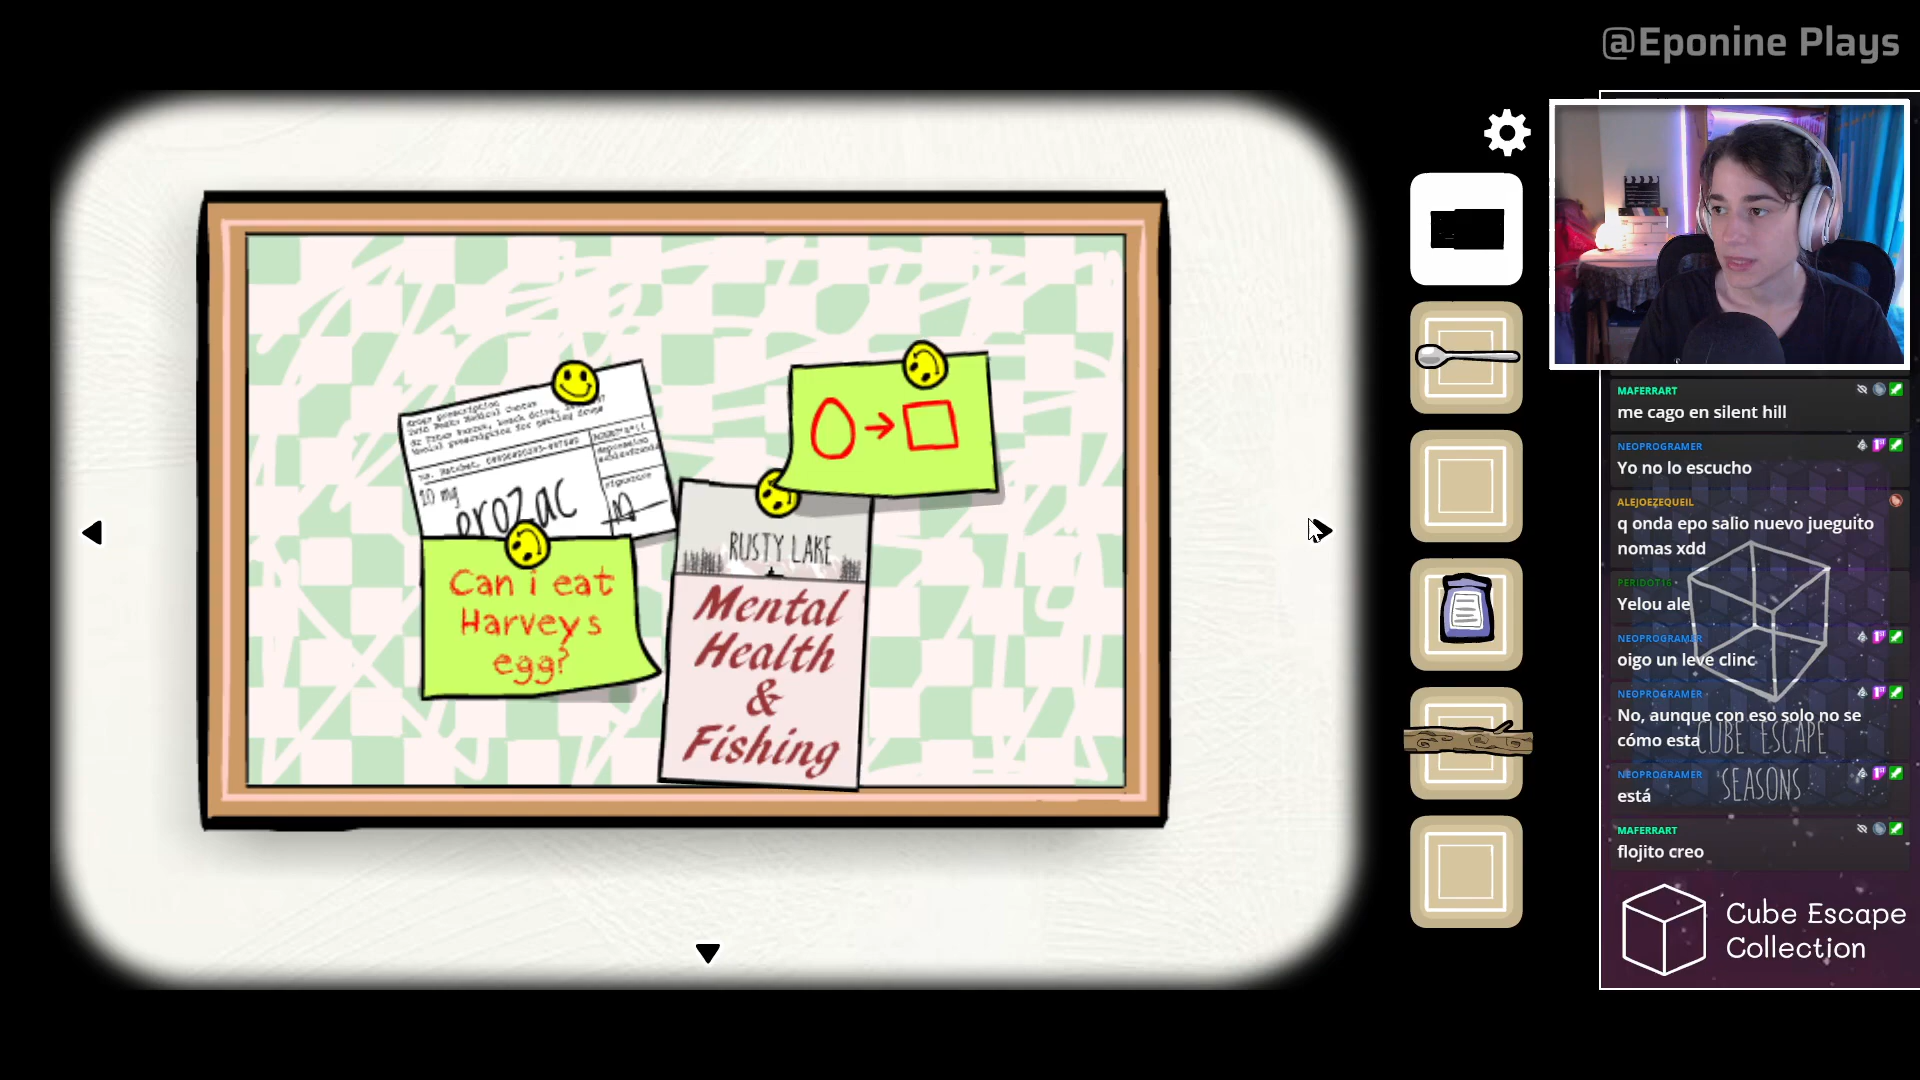 @Eponine Plays
20 mg
prozac
Can i eat
Harveys
egg?
RUSTY LAKE
Mental
Health
&
Fishing
MAFERRART
me cago en silent hill
NEOPROGRAMER
Yo no lo escucho
ALEJOEZEQUEIL
q onda epo salio nuevo jueguito
nomas xdd
PERIDOT16
Yelou ale
NEOPROGRAMER
oigo un leve clinc
NEOPROGRAMER
No, aunque con eso solo no se
cómo esta
CUBE ESCAPE
SEASONS
NEOPROGRAMER
está
MAFERRART
flojito creo
Cube Escape
Collection